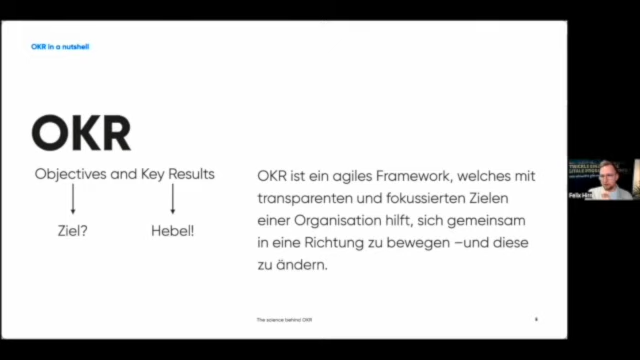 OKR in a nutshell
OKR
Objectives and Key Results
Ziel?
Hebel!
OKR ist ein agiles Framework, welches mit
transparenten und fokussierten Zielen
einer Organisation hilft, sich gemeinsam
in eine Richtung zu bewegen –und diese
zu ändern.
The science behind OKR
Felix